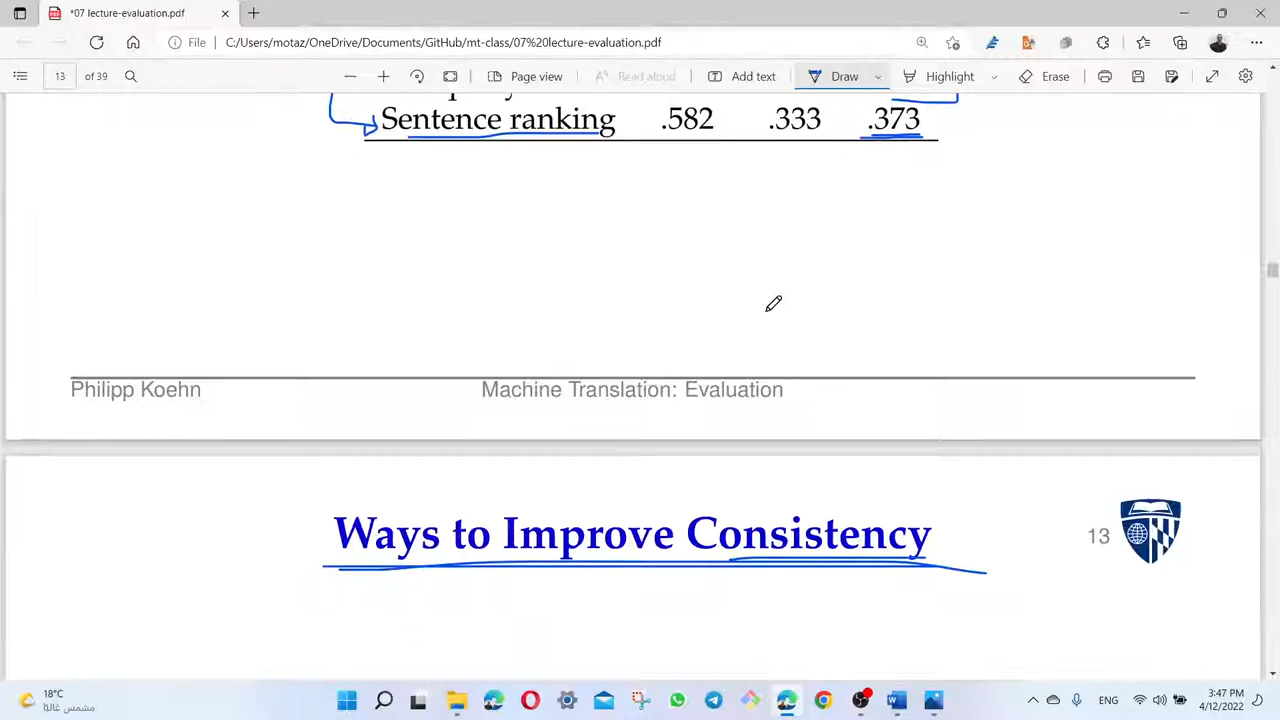 *07 lecture-evaluation.pdf
File C:/Users/motaz/OneDrive/Documents/GitHub/mt-class/07%20lecture-evaluation.pdf
13 of 39 Page view Read aloud Add text Draw Highlight Erase
Sentence ranking .582 .333 .373
Philipp Koehn Machine Translation: Evaluation
Ways to Improve Consistency 13
18°C
مشمس غالبًا
ENG
3:47 PM
4/12/2022